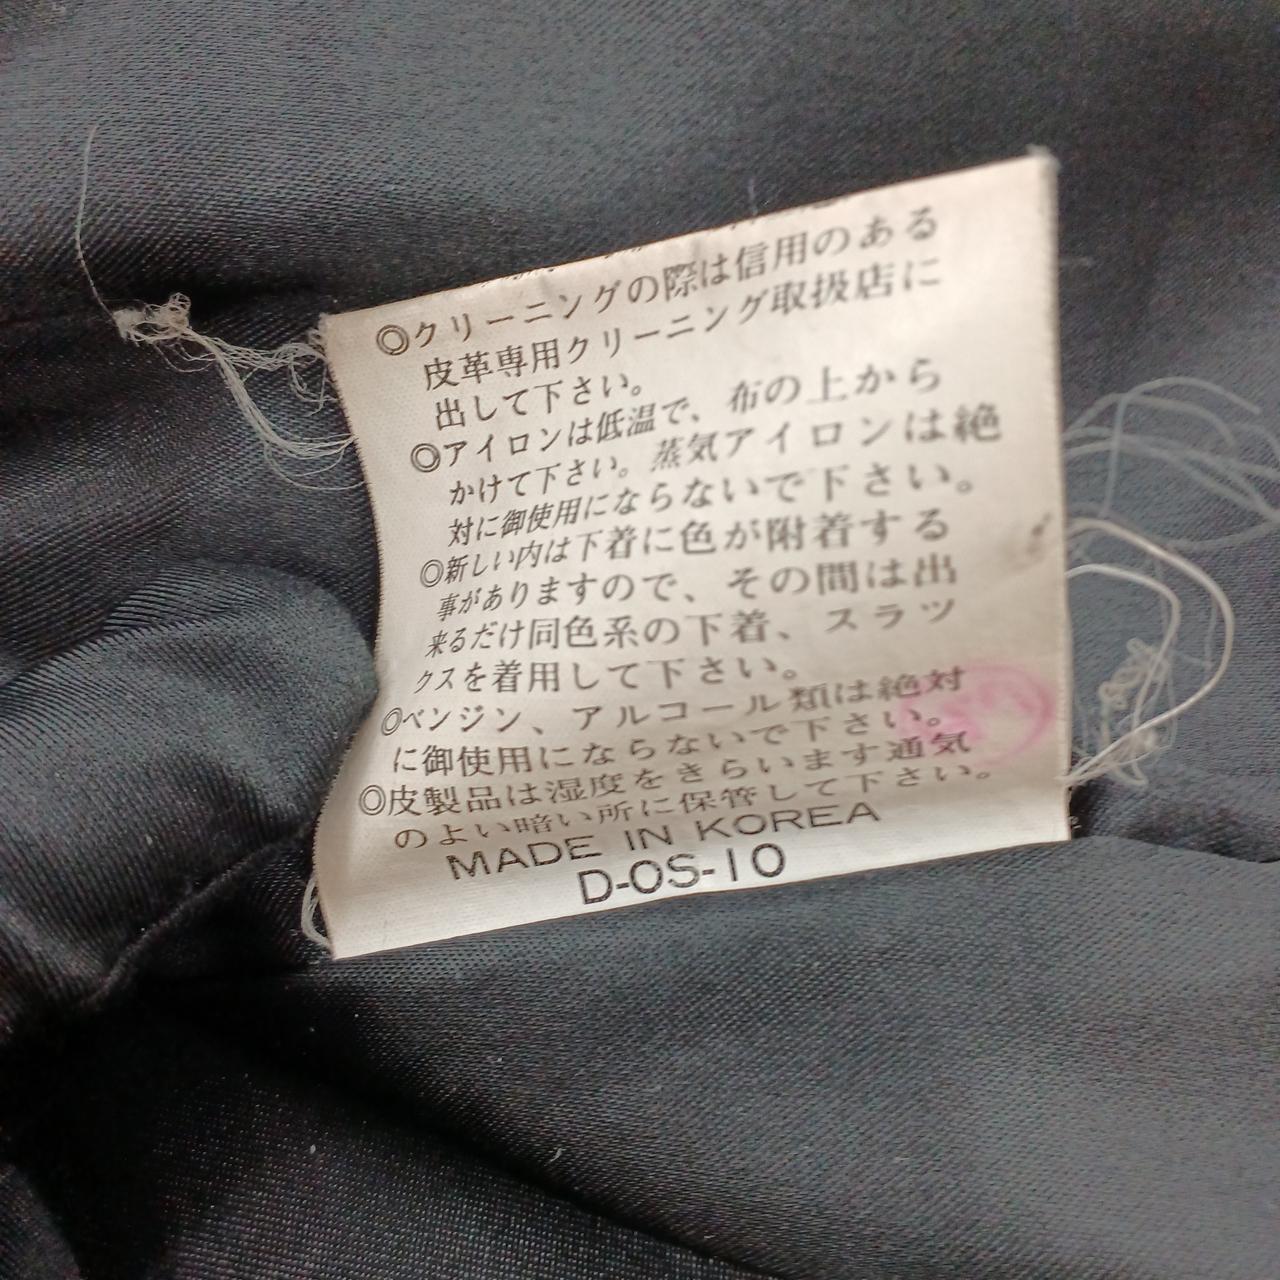 ◎クリーニングの際は信用のある
皮革専用クリーニング取扱店に
出して下さい。
◎アイロンは低温で、布の上から
かけて下さい。蒸気アイロンは絶
対に御使用にならないで下さい。
◎新しい内は下着に色が附着する
事がありますので、その間は出
来るだけ同色系の下着、スラッ
クスを着用して下さい。
◎ベンジン、アルコール類は絶対
に御使用にならないで下さい。
◎皮製品は湿度をきらいます通気
のよい暗い所に保管して下さい。
MADE IN KOREA
D-OS-10